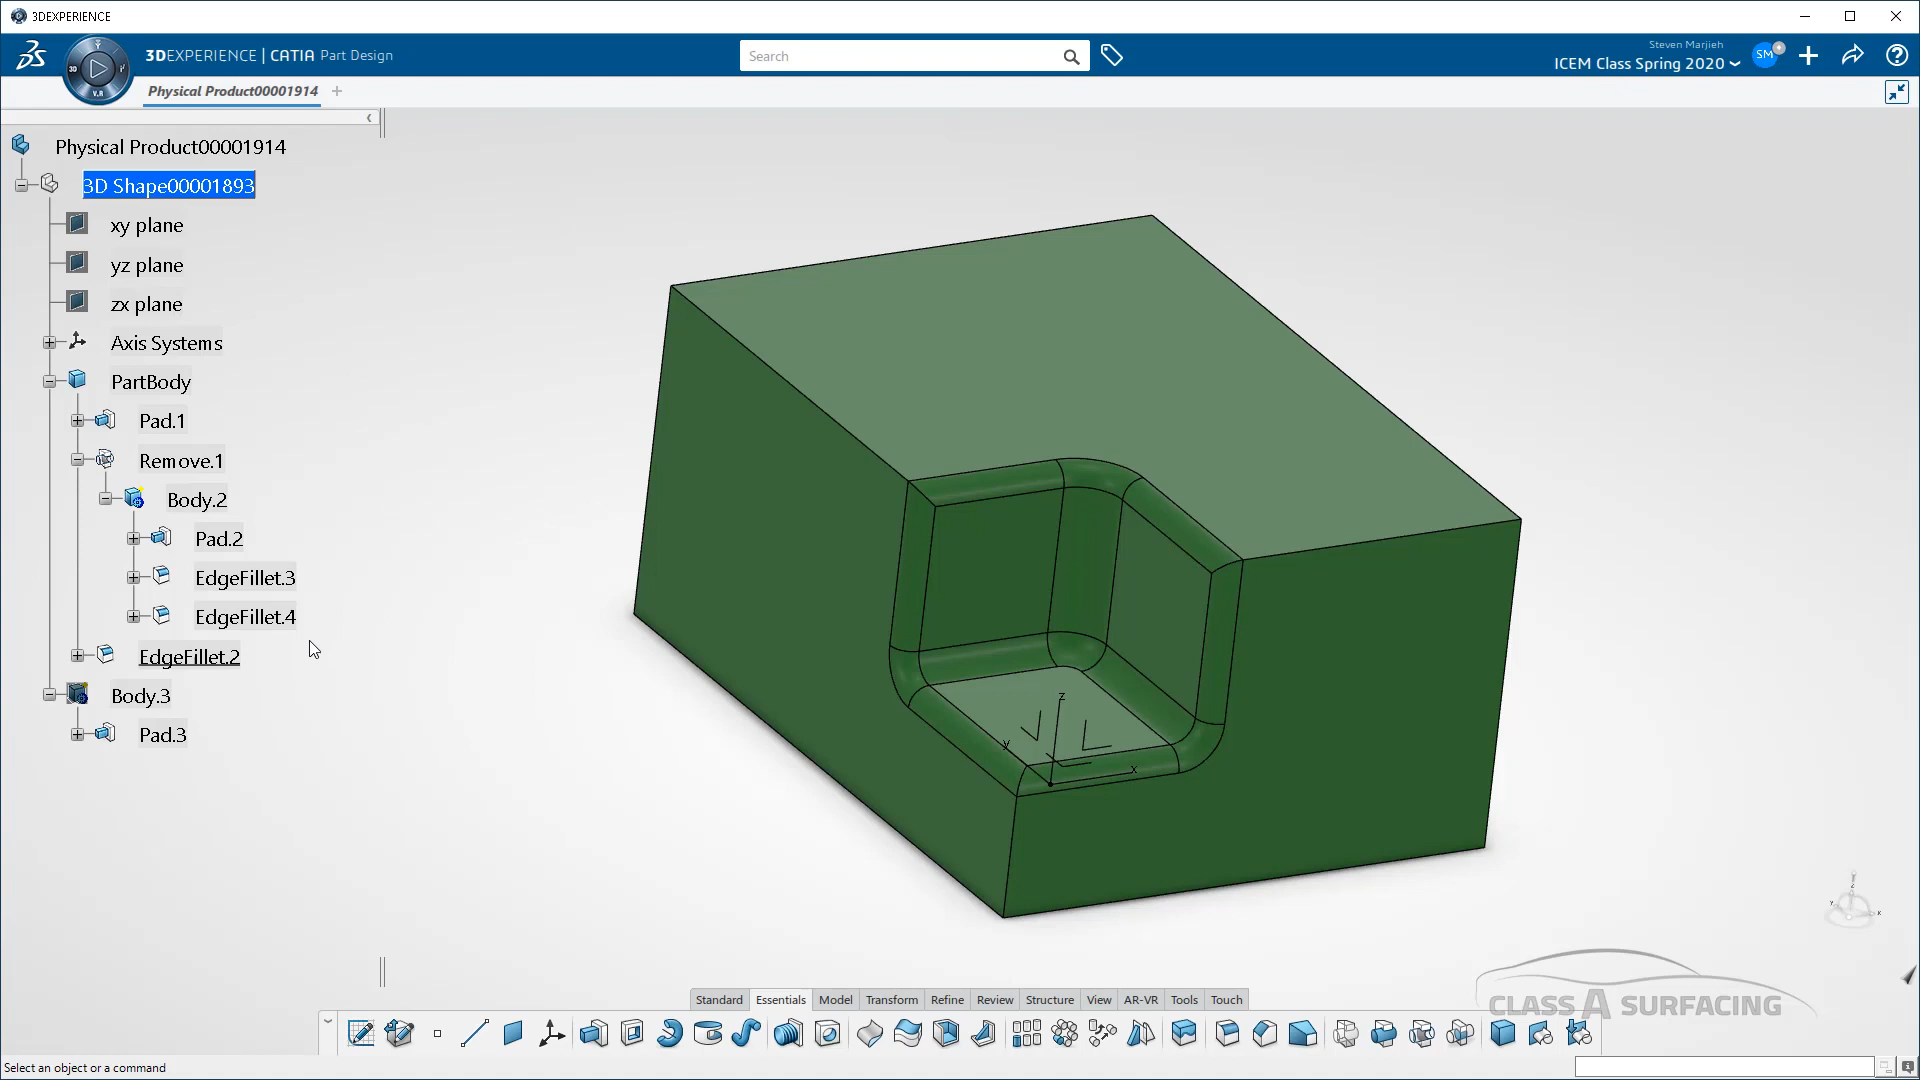 3DEXPERIENCE
3DEXPERIENCE | CATIA Part Design
3D
V.R
Search
Steven Marjieh
ICEM Class Spring 2020
SM
Physical Product00001914
Physical Product00001914
3D Shape00001893
xy plane
yz plane
zx plane
Axis Systems
PartBody
Pad.1
Remove.1
Body.2
Pad.2
EdgeFillet.3
EdgeFillet.4
EdgeFillet.2
Body.3
Pad.3
z
y
x
z
y
x
CLASS A SURFACING
Standard
Essentials
Model
Transform
Refine
Review
Structure
View
AR-VR
Tools
Touch
Select an object or a command